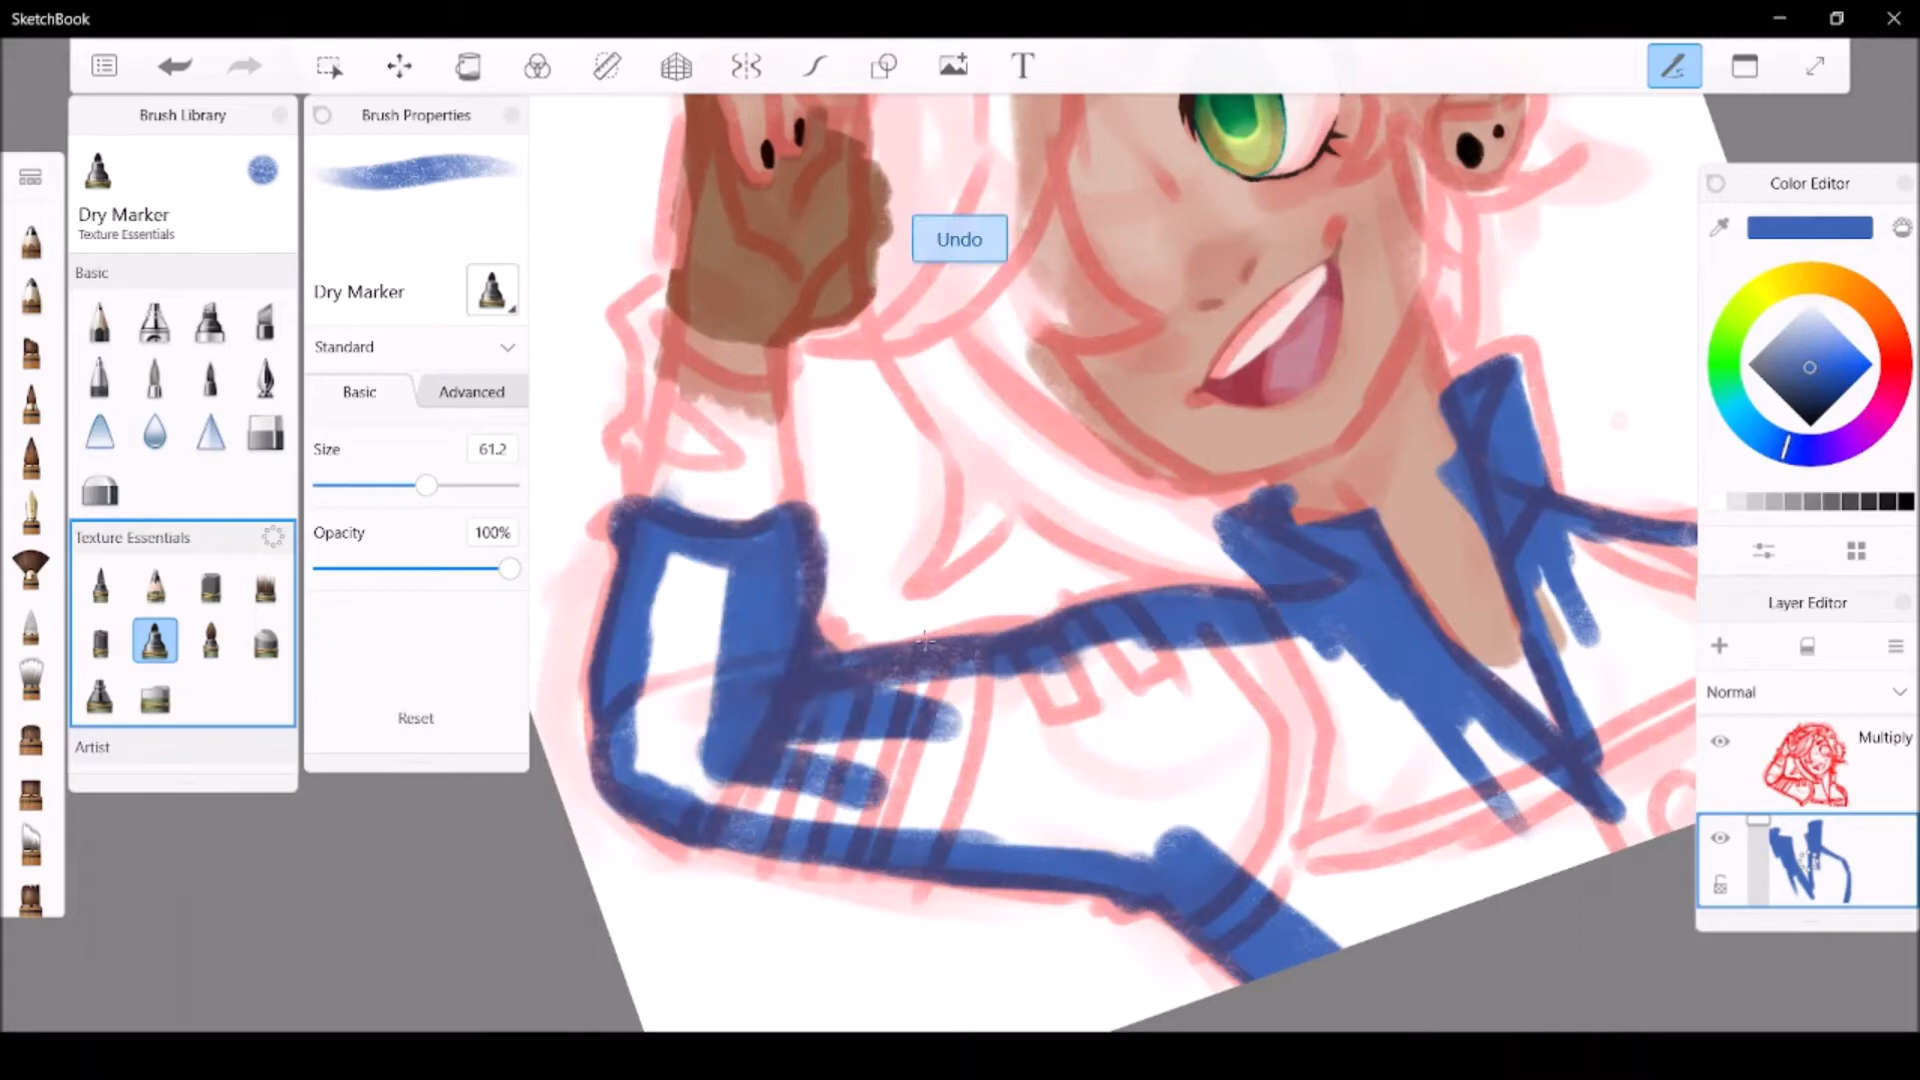 SketchBook
T
Brush Library
Dry Marker
Texture Essentials
Basic
Texture Essentials
Artist
Brush Properties
Dry Marker
Standard
Basic
Advanced
Size
61.2
Opacity
100%
Reset
Undo
Color Editor
Layer Editor
Normal
Multiply